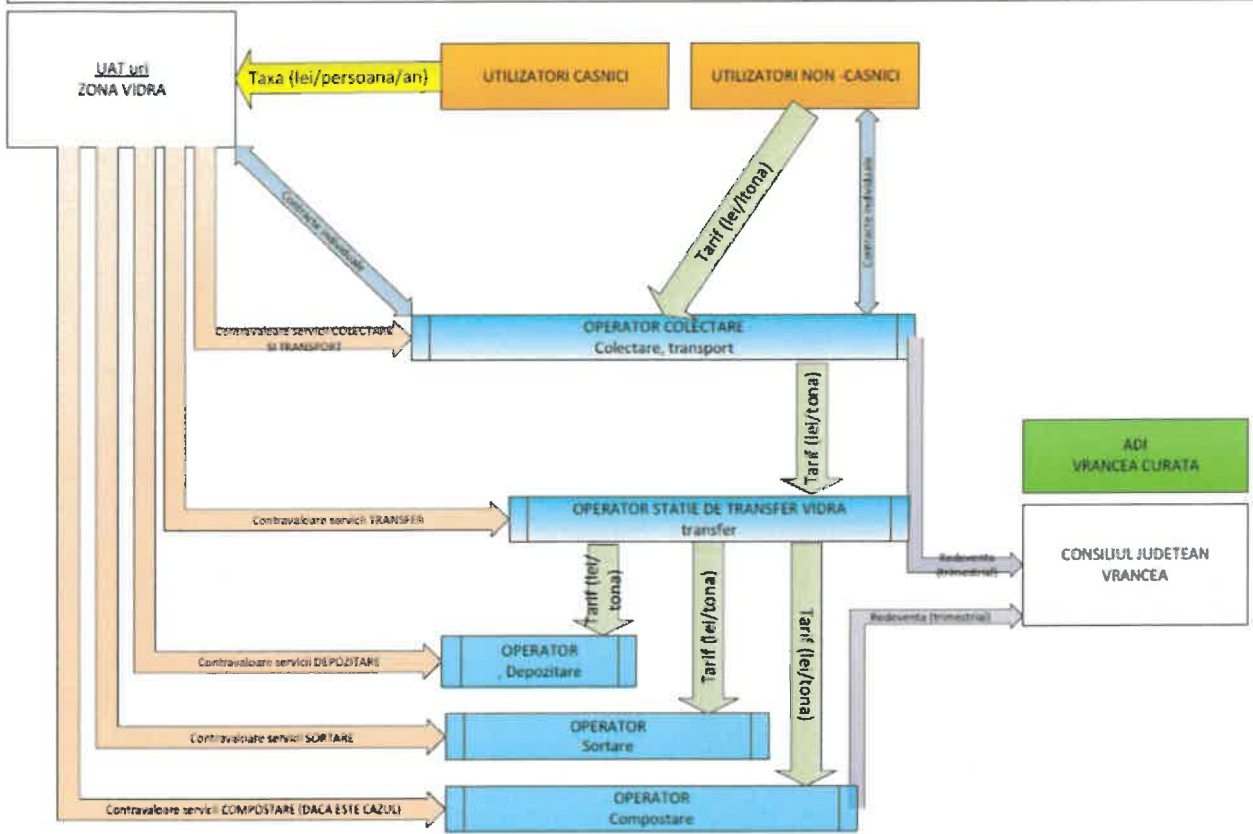 UAT uri
ZONA VIDRA
Taxa (lei/persoana/an)
UTILIZATORI CASNICI
UTILIZATORI NON -CASNICI
Contracte individuale
Tarif (lei/ltona)
Contracte individuale
Contravaloare servicii COLECTARE
SI TRANSPORT
OPERATOR COLECTARE
Colectare, transport
Tarif (lei/tona)
ADI
VRANCEA CURATA
Contravaloare servicii TRANSFER
OPERATOR STATIE DE TRANSFER VIDRA
transfer
CONSILIUL JUDETEAN
VRANCEA
Redeventa
(trimestrial)
Tarif (lei/
tona)
Tarif (lei/tona)
Tarif (lei/tona)
Redeventa (trimestrial)
Contravaloare servicii DEPOZITARE
OPERATOR
, Depozitare
Contravaloare servicii SORTARE
OPERATOR
Sortare
Contravaloare servicii COMPOSTARE (DACA ESTE CAZUL)
OPERATOR
Compostare